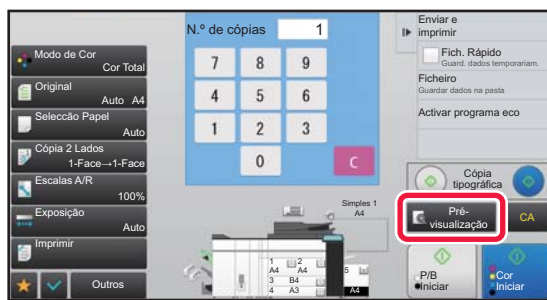 Modo de Cor
Cor Total
Original
Auto A4
Seleccão Papel
Auto
Cópia 2 Lados
1-Face→1-Face
Escalas A/R
100%
Exposição
Auto
Imprimir
Outros
N.º de cópias 1
7 8 9
4 5 6
1 2 3
0 C
Simples 1
A4
1 2
A4 A4
3 B4
4 A3
5
A4
Enviar e
imprimir
Fich. Rápido
Guard. dados temporariam.
Ficheiro
Guardar dados na pasta
Activar programa eco
Cópia
tipográfica
Pré-
visualização
CA
P/B
Iniciar
Cor
Iniciar